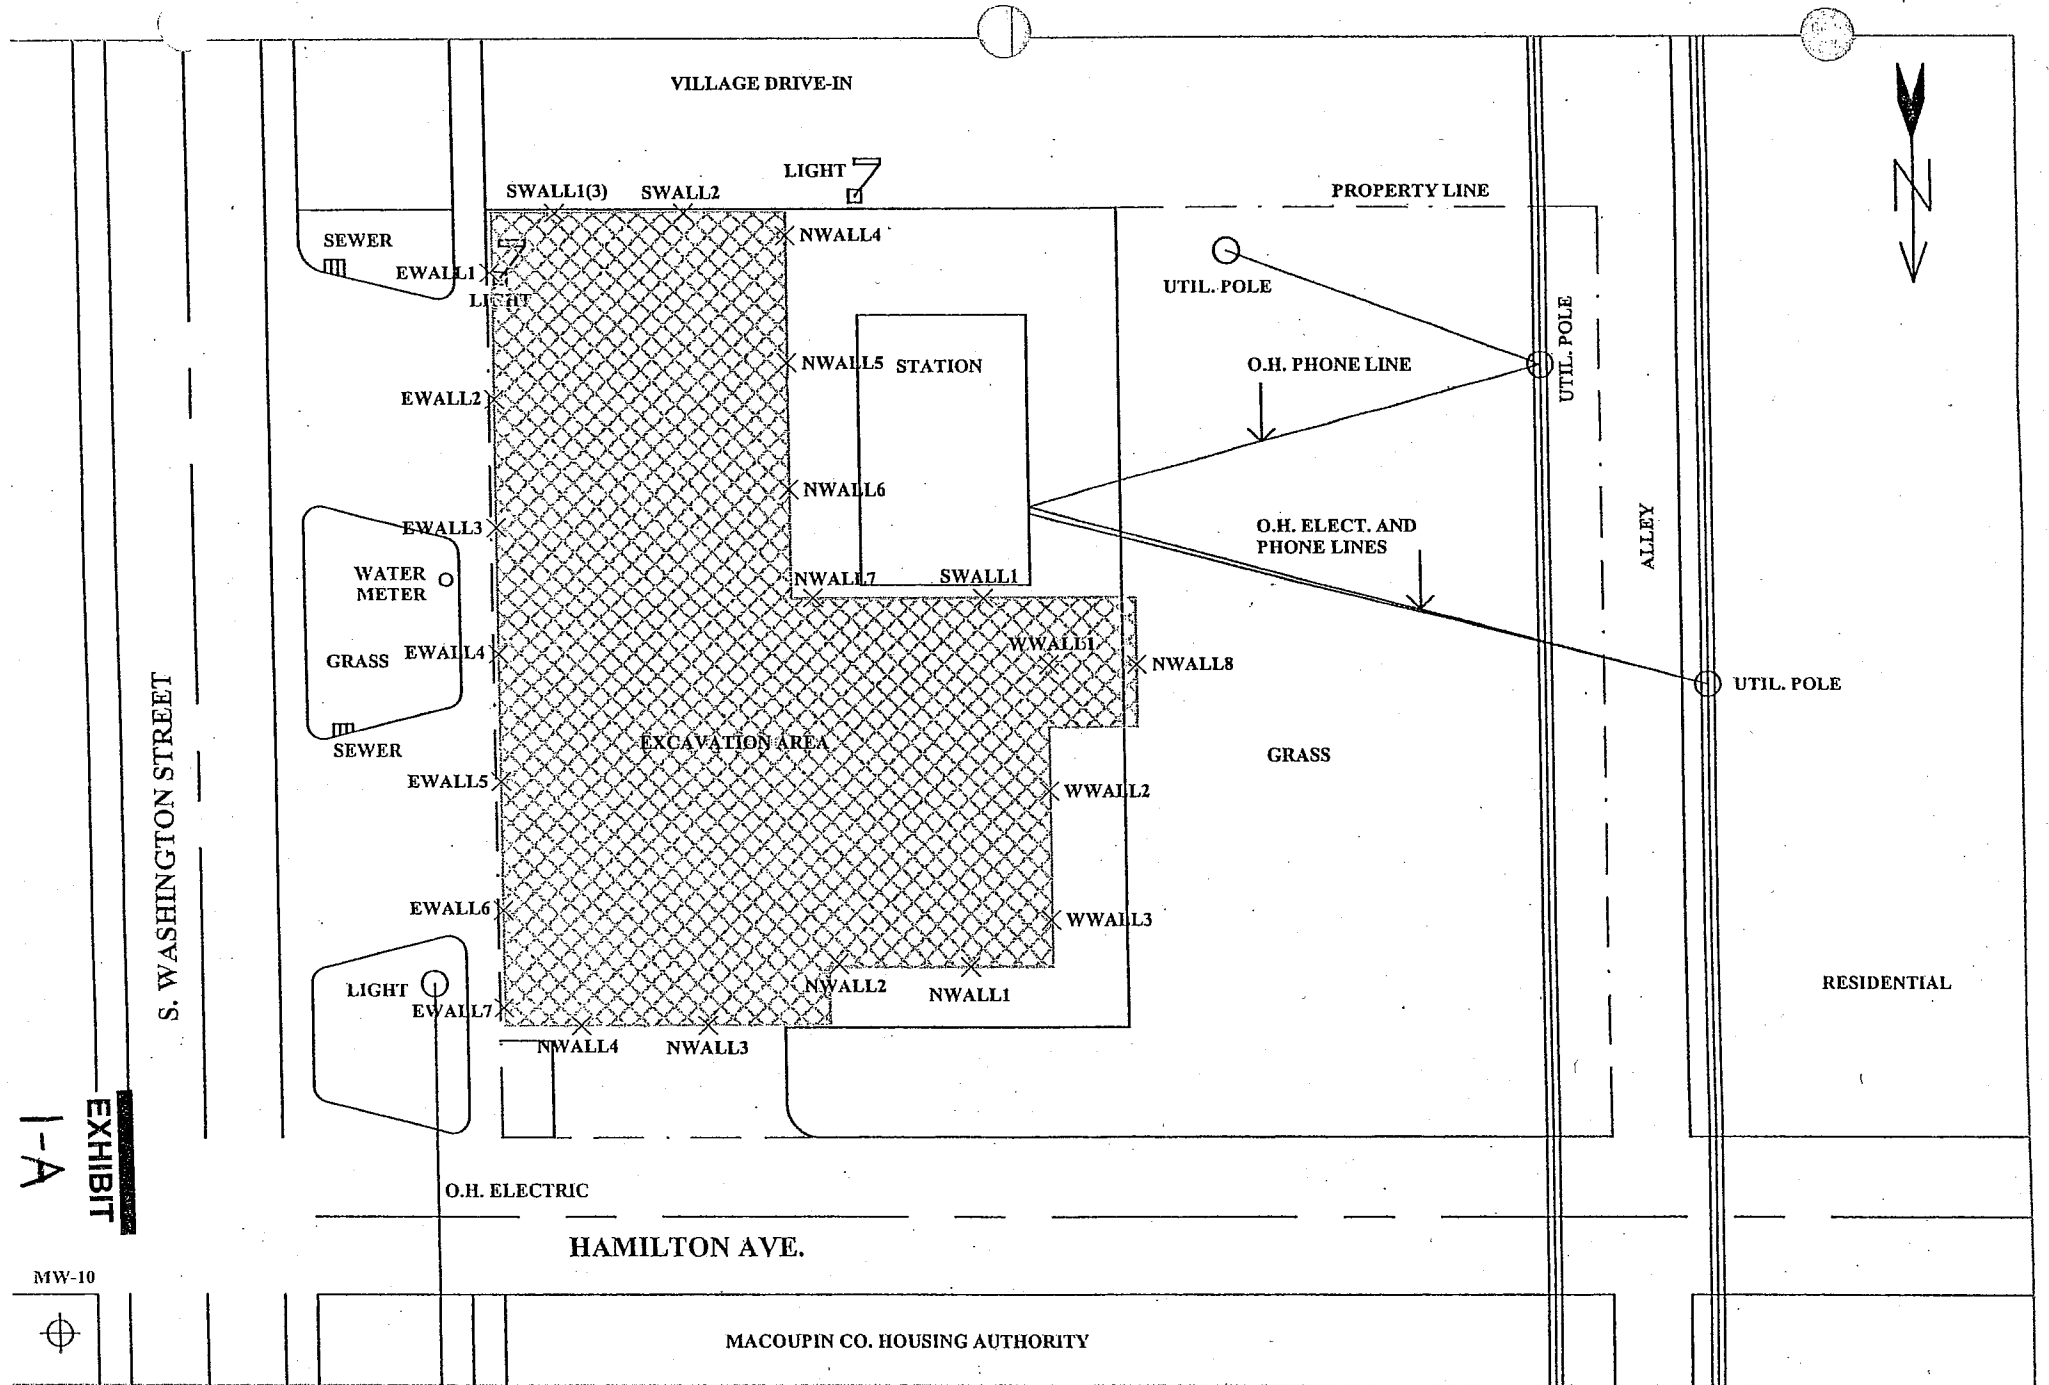 VILLAGE DRIVE-IN
LIGHT
N
PROPERTY LINE
SWALL1(3)
SWALL2
NWALL4
SEWER
EWALL1
LIGHT
UTIL. POLE
UTIL. POLE
NWALL5
STATION
O.H. PHONE LINE
EWALL2
NWALL6
EWALL3
O.H. ELECT. AND
PHONE LINES
ALLEY
WATER
METER
NWALL7
SWALL1
GRASS
EWALL4
WWALL1
NWALL8
UTIL. POLE
S. WASHINGTON STREET
SEWER
EXCAVATION AREA
GRASS
EWALL5
WWALL2
EWALL6
WWALL3
LIGHT
EWALL7
NWALL2
NWALL1
RESIDENTIAL
NWALL4
NWALL3
EXHIBIT
1-A
O.H. ELECTRIC
HAMILTON AVE.
MW-10
MACOUPIN CO. HOUSING AUTHORITY